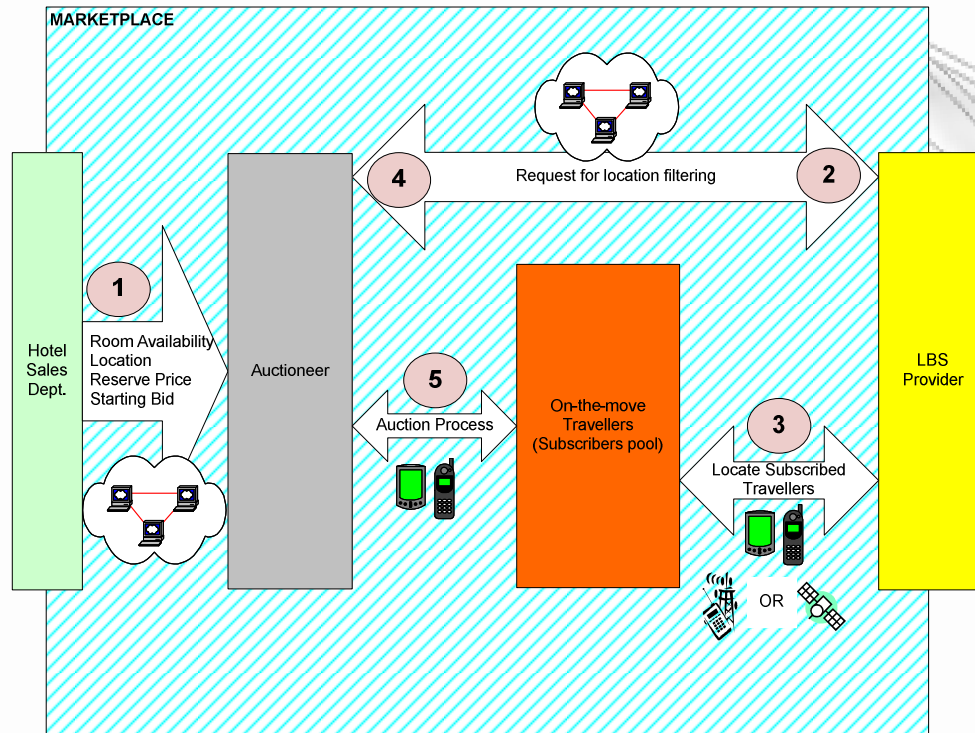 MARKETPLACE
4
Request for location filtering
2
1
Room Availability
Location
Reserve Price
Starting Bid
Hotel
Sales
Dept.
Auctioneer
5
Auction Process
On-the-move
Travellers
(Subscribers pool)
LBS
Provider
3
Locate Subscribed
Travellers
OR